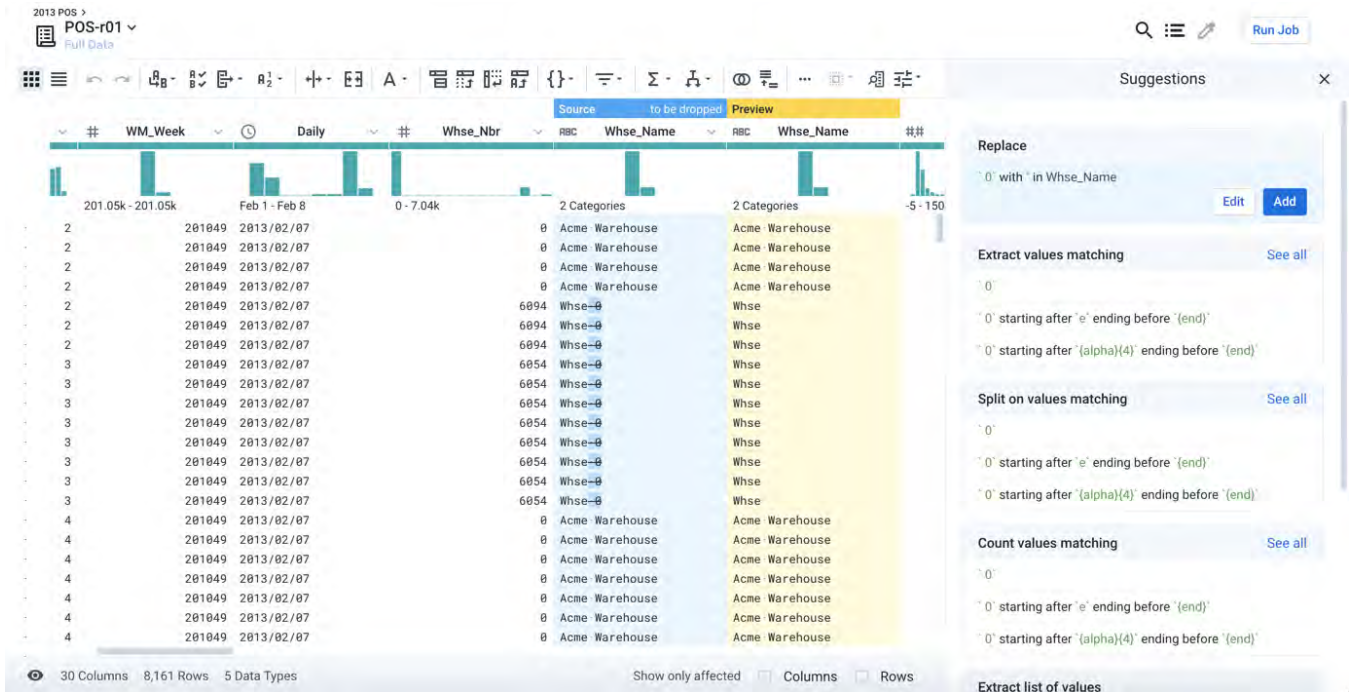 2013 POS >
POS-r01
Full Data
Run Job
Suggestions
Source to be dropped Preview
# WM_Week Daily # Whse_Nbr ABC Whse_Name ABC Whse_Name #.#
201.05k - 201.05k Feb 1 - Feb 8 0 - 7.04k 2 Categories 2 Categories -5 - 150
2 201049 2013/02/07 0 Acme Warehouse Acme Warehouse
2 201049 2013/02/07 0 Acme Warehouse Acme Warehouse
2 201049 2013/02/07 0 Acme Warehouse Acme Warehouse
2 201049 2013/02/07 0 Acme Warehouse Acme Warehouse
2 201049 2013/02/07 6094 Whse 0 Whse
2 201049 2013/02/07 6094 Whse 0 Whse
2 201049 2013/02/07 6094 Whse 0 Whse
3 201049 2013/02/07 6054 Whse 0 Whse
3 201049 2013/02/07 6054 Whse 0 Whse
3 201049 2013/02/07 6054 Whse 0 Whse
3 201049 2013/02/07 6054 Whse 0 Whse
3 201049 2013/02/07 6054 Whse 0 Whse
3 201049 2013/02/07 6054 Whse 0 Whse
3 201049 2013/02/07 6054 Whse 0 Whse
3 201049 2013/02/07 6054 Whse 0 Whse
4 201049 2013/02/07 0 Acme Warehouse Acme Warehouse
4 201049 2013/02/07 0 Acme Warehouse Acme Warehouse
4 201049 2013/02/07 0 Acme Warehouse Acme Warehouse
4 201049 2013/02/07 0 Acme Warehouse Acme Warehouse
4 201049 2013/02/07 0 Acme Warehouse Acme Warehouse
4 201049 2013/02/07 0 Acme Warehouse Acme Warehouse
4 201049 2013/02/07 0 Acme Warehouse Acme Warehouse
30 Columns 8,161 Rows 5 Data Types Show only affected Columns Rows
Replace
` 0` with `` in Whse_Name
Edit Add
Extract values matching See all
` 0`
` 0` starting after `e` ending before `{end}`
` 0` starting after `{alpha}{4}` ending before `{end}`
Split on values matching See all
` 0`
` 0` starting after `e` ending before `{end}`
` 0` starting after `{alpha}{4}` ending before `{end}`
Count values matching See all
` 0`
` 0` starting after `e` ending before `{end}`
` 0` starting after `{alpha}{4}` ending before `{end}`
Extract list of values